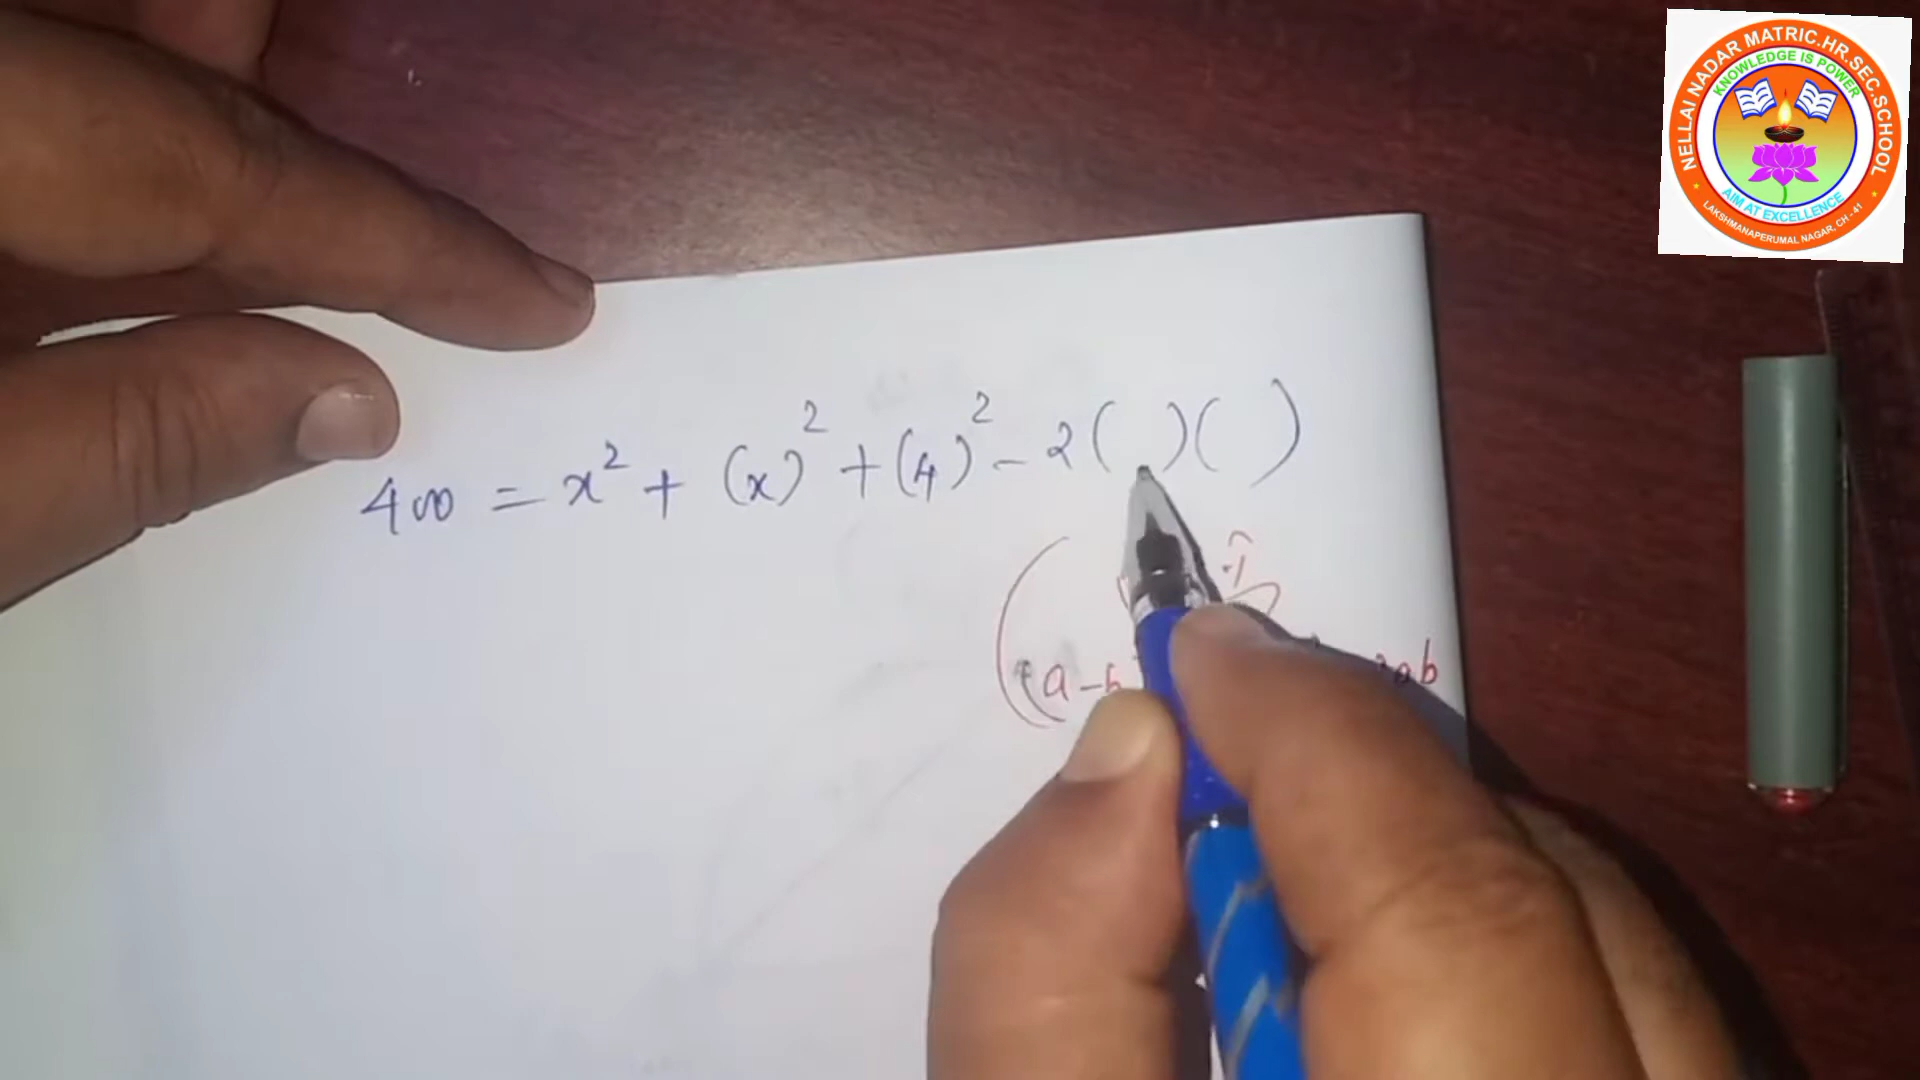 NELLAI NADAR MATRIC.HR.SEC.SCHOOL
KNOWLEDGE IS POWER
AIM AT EXCELLENCE
LAKSHMANAPERUMAL NAGAR, CH - 41
400 = x² + (x)² + (4)² - 2( )( )
(a - b
2ab